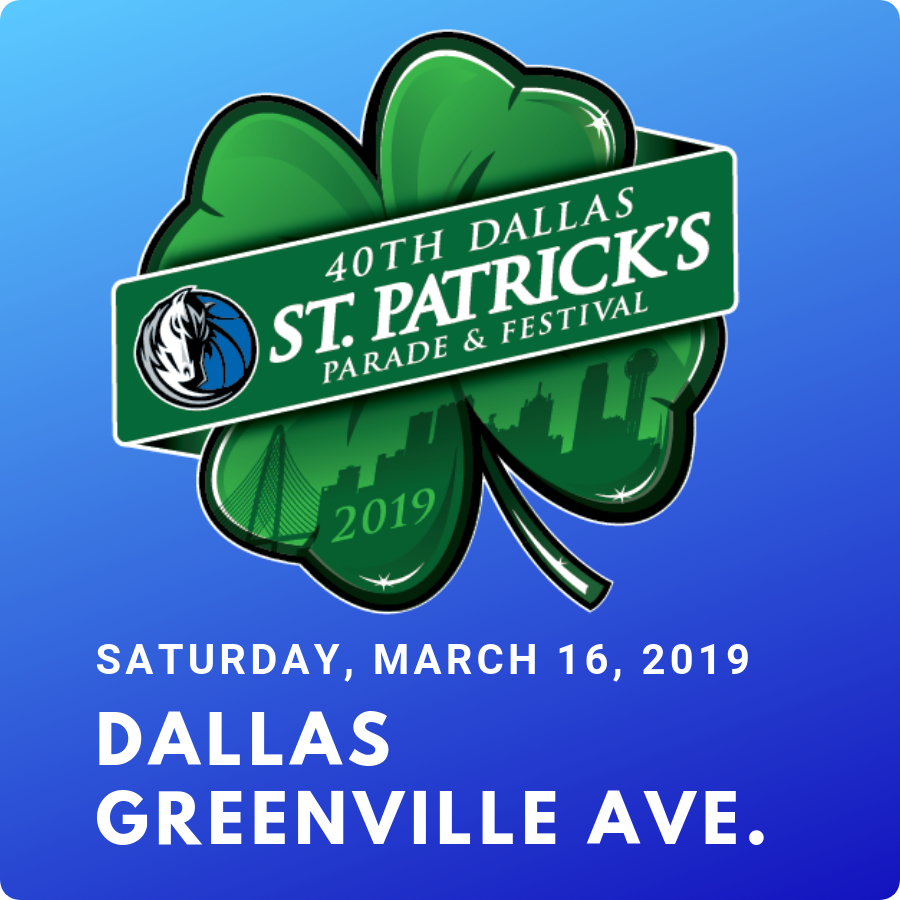 40TH DALLAS
ST. PATRICK'S
PARADE & FESTIVAL
2019
SATURDAY, MARCH 16, 2019
DALLAS
GREENVILLE AVE.